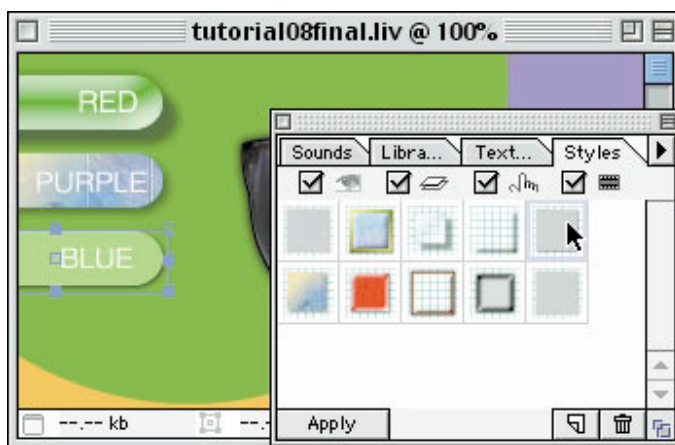 tutorial08final.liv @ 100%
RED
PURPLE
BLUE
Sounds Libra... Text... Styles
--.-- kb --.-
Apply